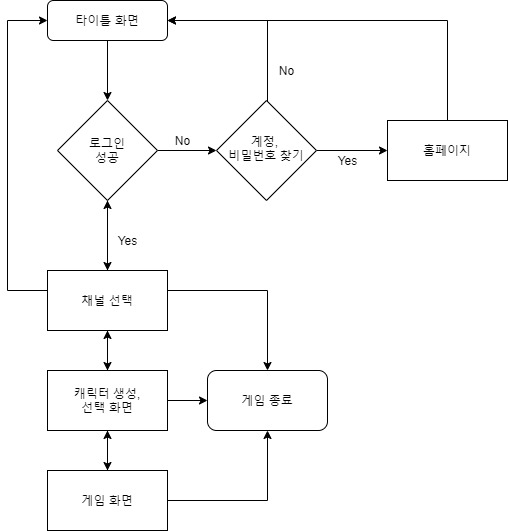 타이틀 화면
No
로그인
성공
No
계정,
비밀번호 찾기
Yes
홈페이지
Yes
채널 선택
캐릭터 생성,
선택 화면
게임 종료
게임 화면